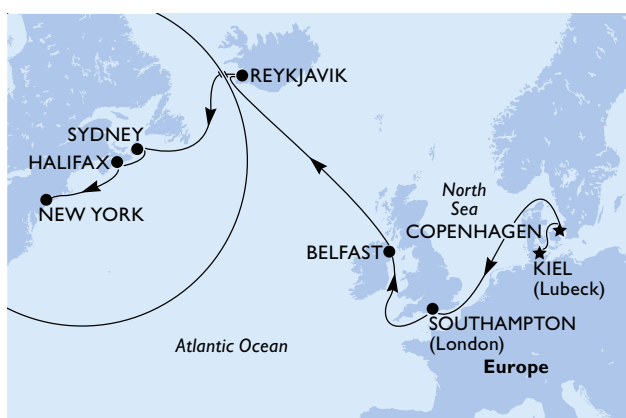 REYKJAVIK
SYDNEY
HALIFAX
NEW YORK
North
Sea
COPENHAGEN
BELFAST
KIEL
(Lubeck)
SOUTHAMPTON
(London)
Atlantic Ocean
Europe